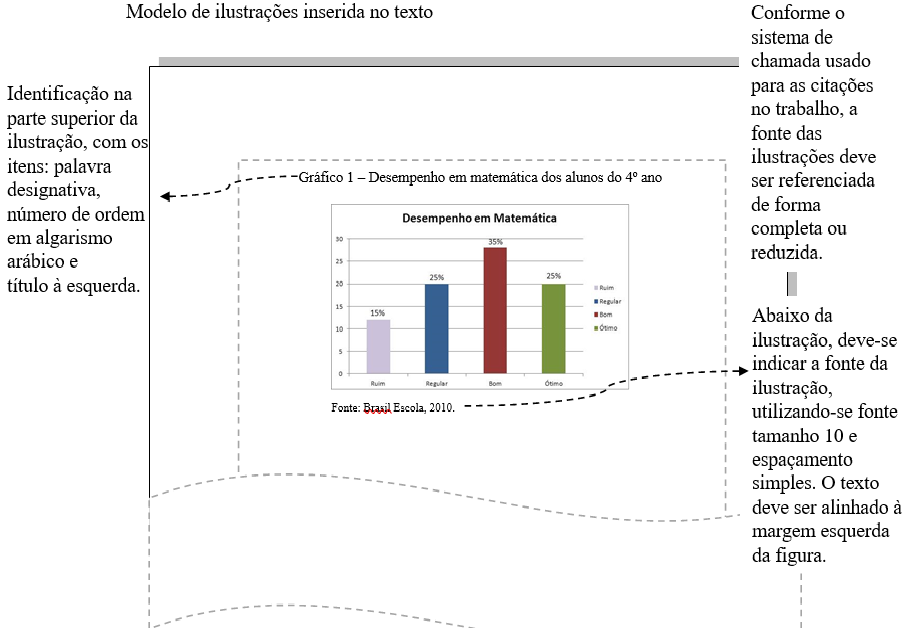 Modelo de ilustrações inserida no texto
Identificação na
parte superior da
ilustração, com os
itens: palavra
designativa,
número de ordem
em algarismo
arábico e
título à esquerda.
Gráfico 1 – Desempenho em matemática dos alunos do 4º ano
Desempenho em Matemática
30
25
20
15
10
5
0
15%
25%
35%
25%
Ruim
Regular
Bom
Ótimo
Ruim
Regular
Bom
Ótimo
Fonte: Brasil Escola, 2010.
Conforme o
sistema de
chamada usado
para as citações
no trabalho, a
fonte das
ilustrações deve
ser referenciada
de forma
completa ou
reduzida.
Abaixo da
ilustração, deve-se
indicar a fonte da
ilustração,
utilizando-se fonte
tamanho 10 e
espaçamento
simples. O texto
deve ser alinhado à
margem esquerda
da figura.